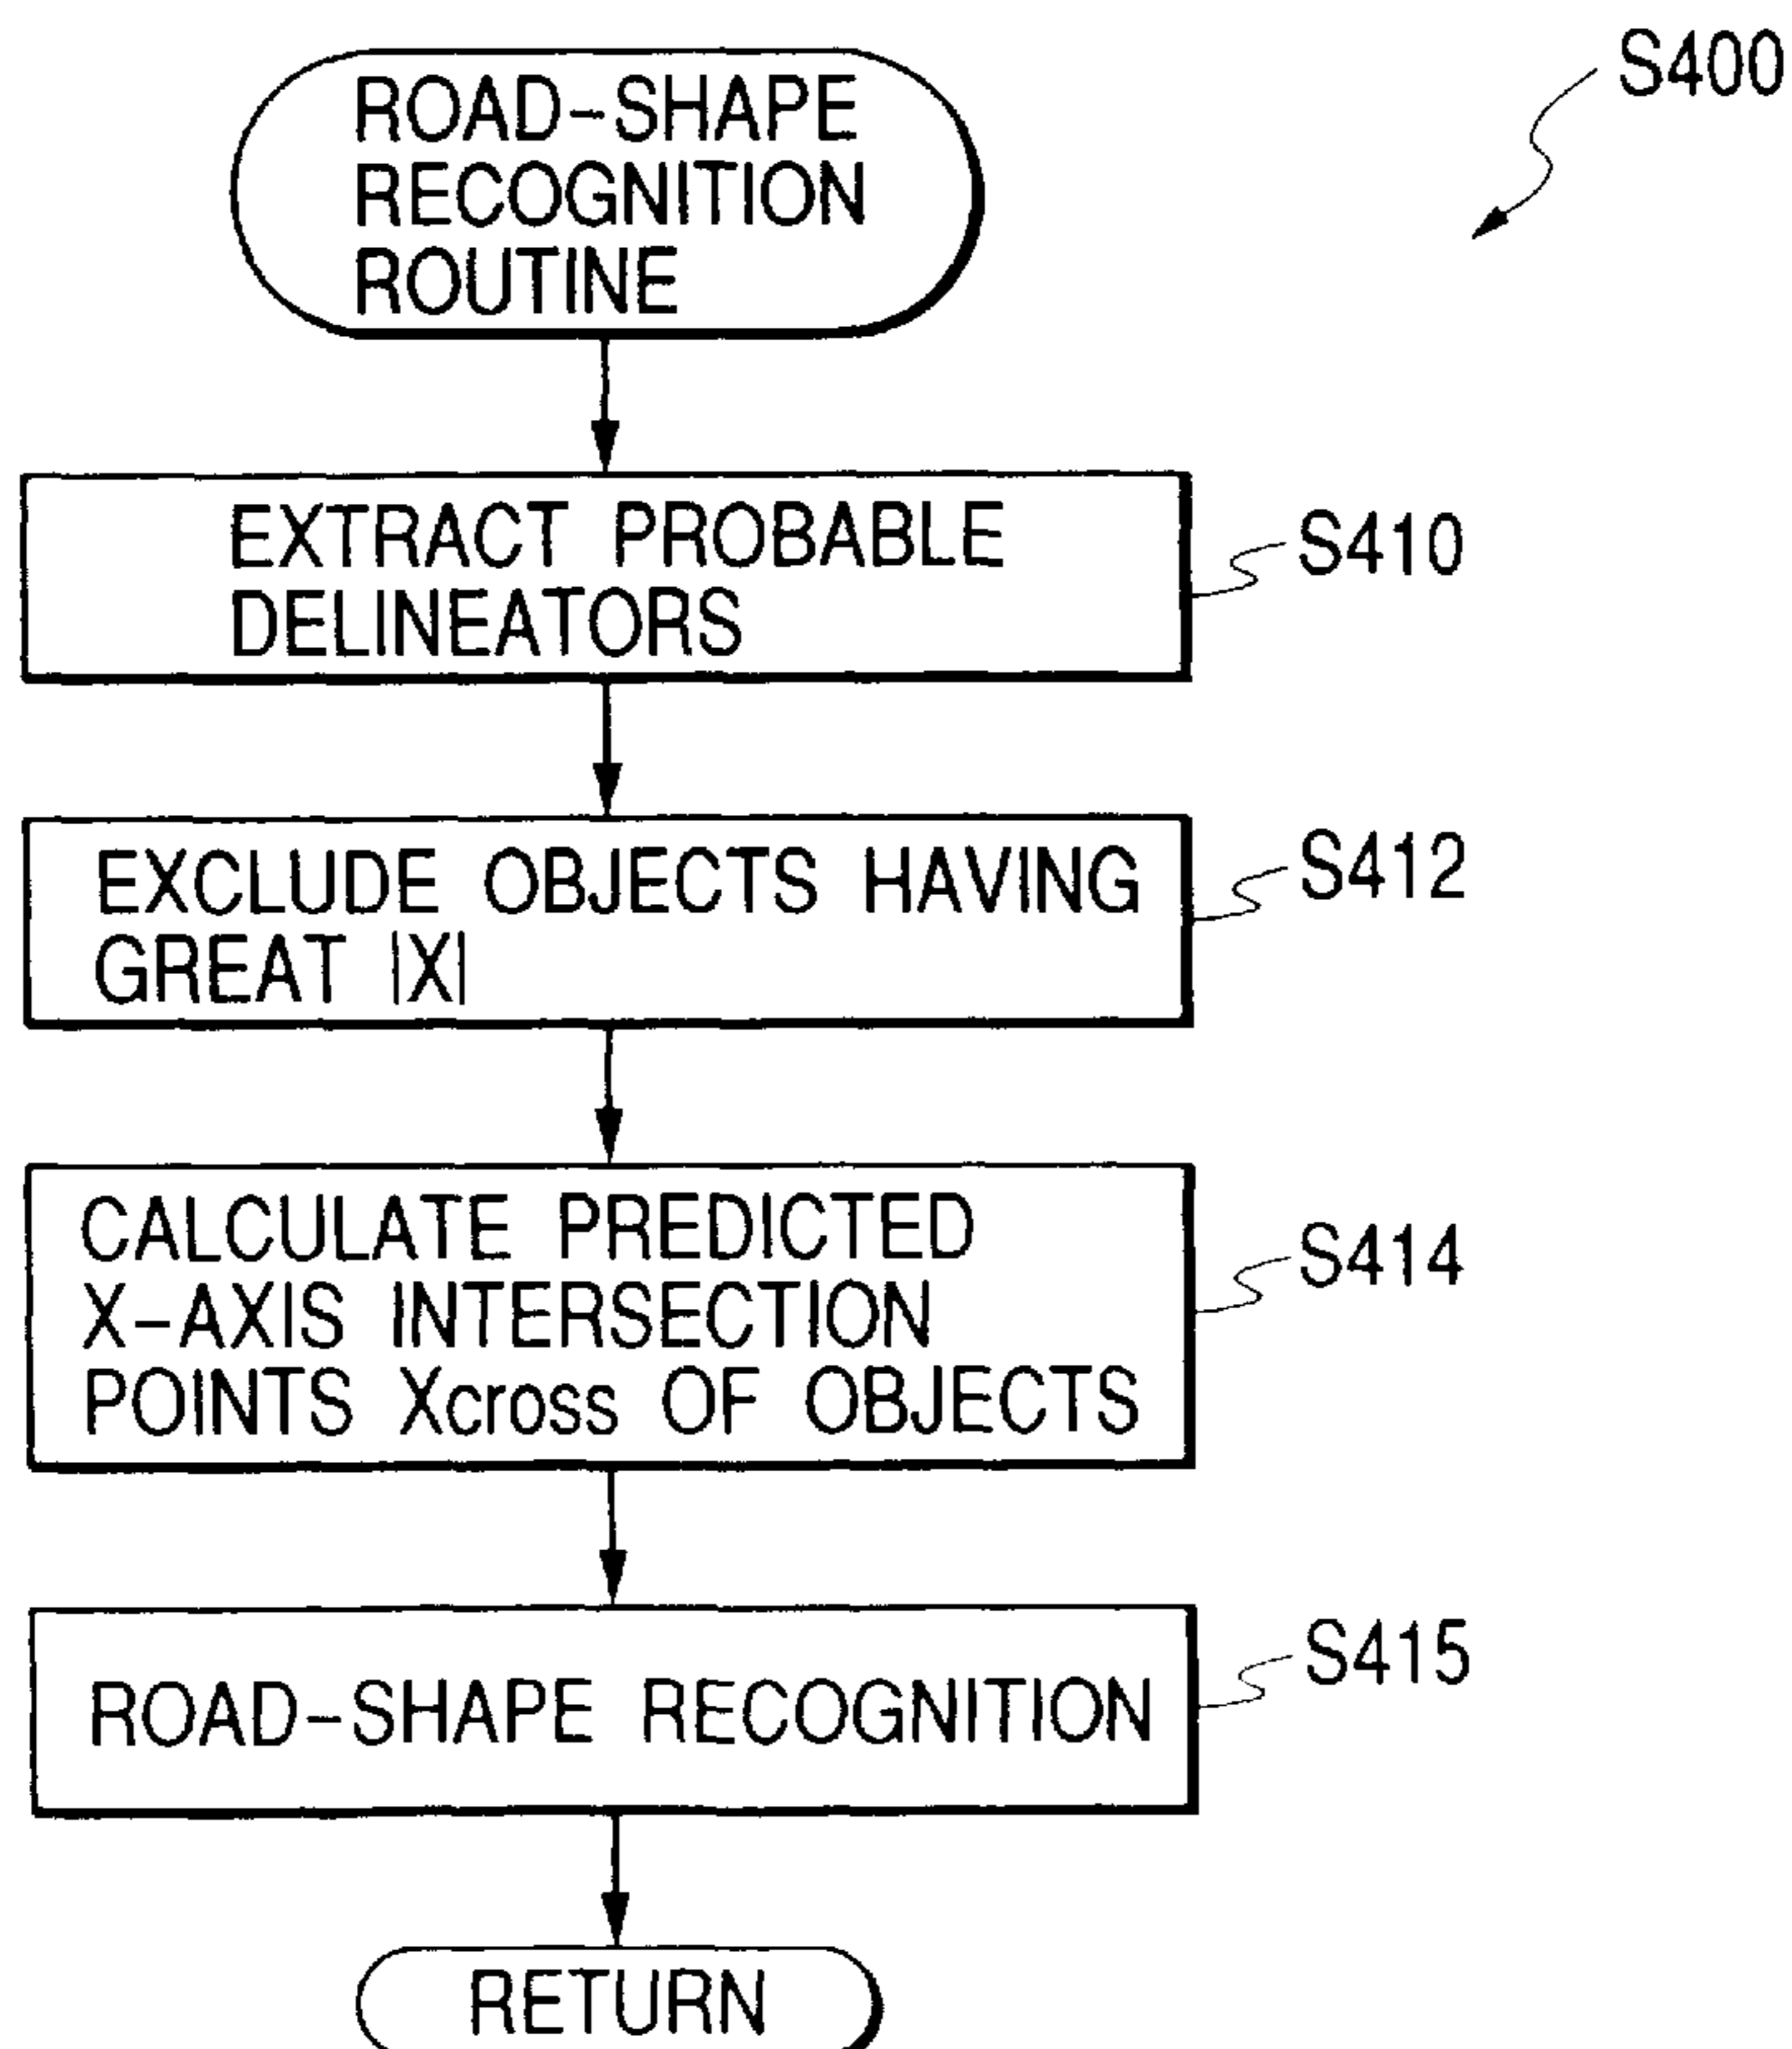 S400
ROAD-SHAPE
RECOGNITION
ROUTINE
EXTRACT PROBABLE
DELINEATORS
S410
EXCLUDE OBJECTS HAVING
GREAT |X|
S412
CALCULATE PREDICTED
X-AXIS INTERSECTION
POINTS Xcross OF OBJECTS
S414
ROAD-SHAPE RECOGNITION
S415
RETURN